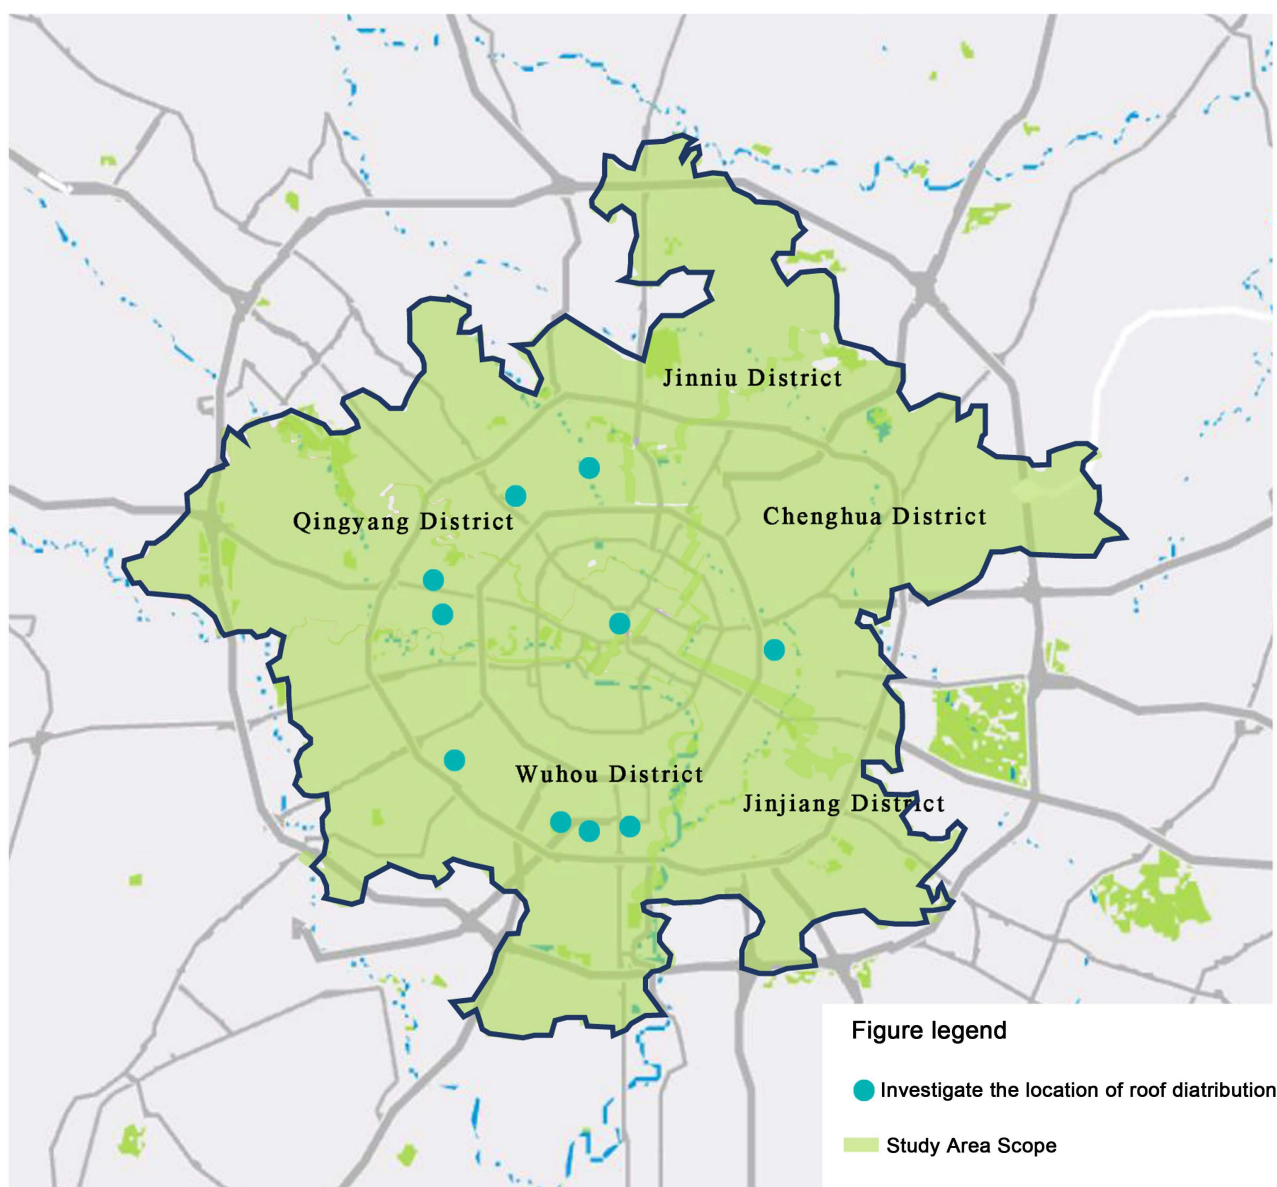 Jinniu District
Qingyang District
Chenghua District
Wuhou District
Jinjiang District
Figure legend
Investigate the location of roof diatribution
Study Area Scope